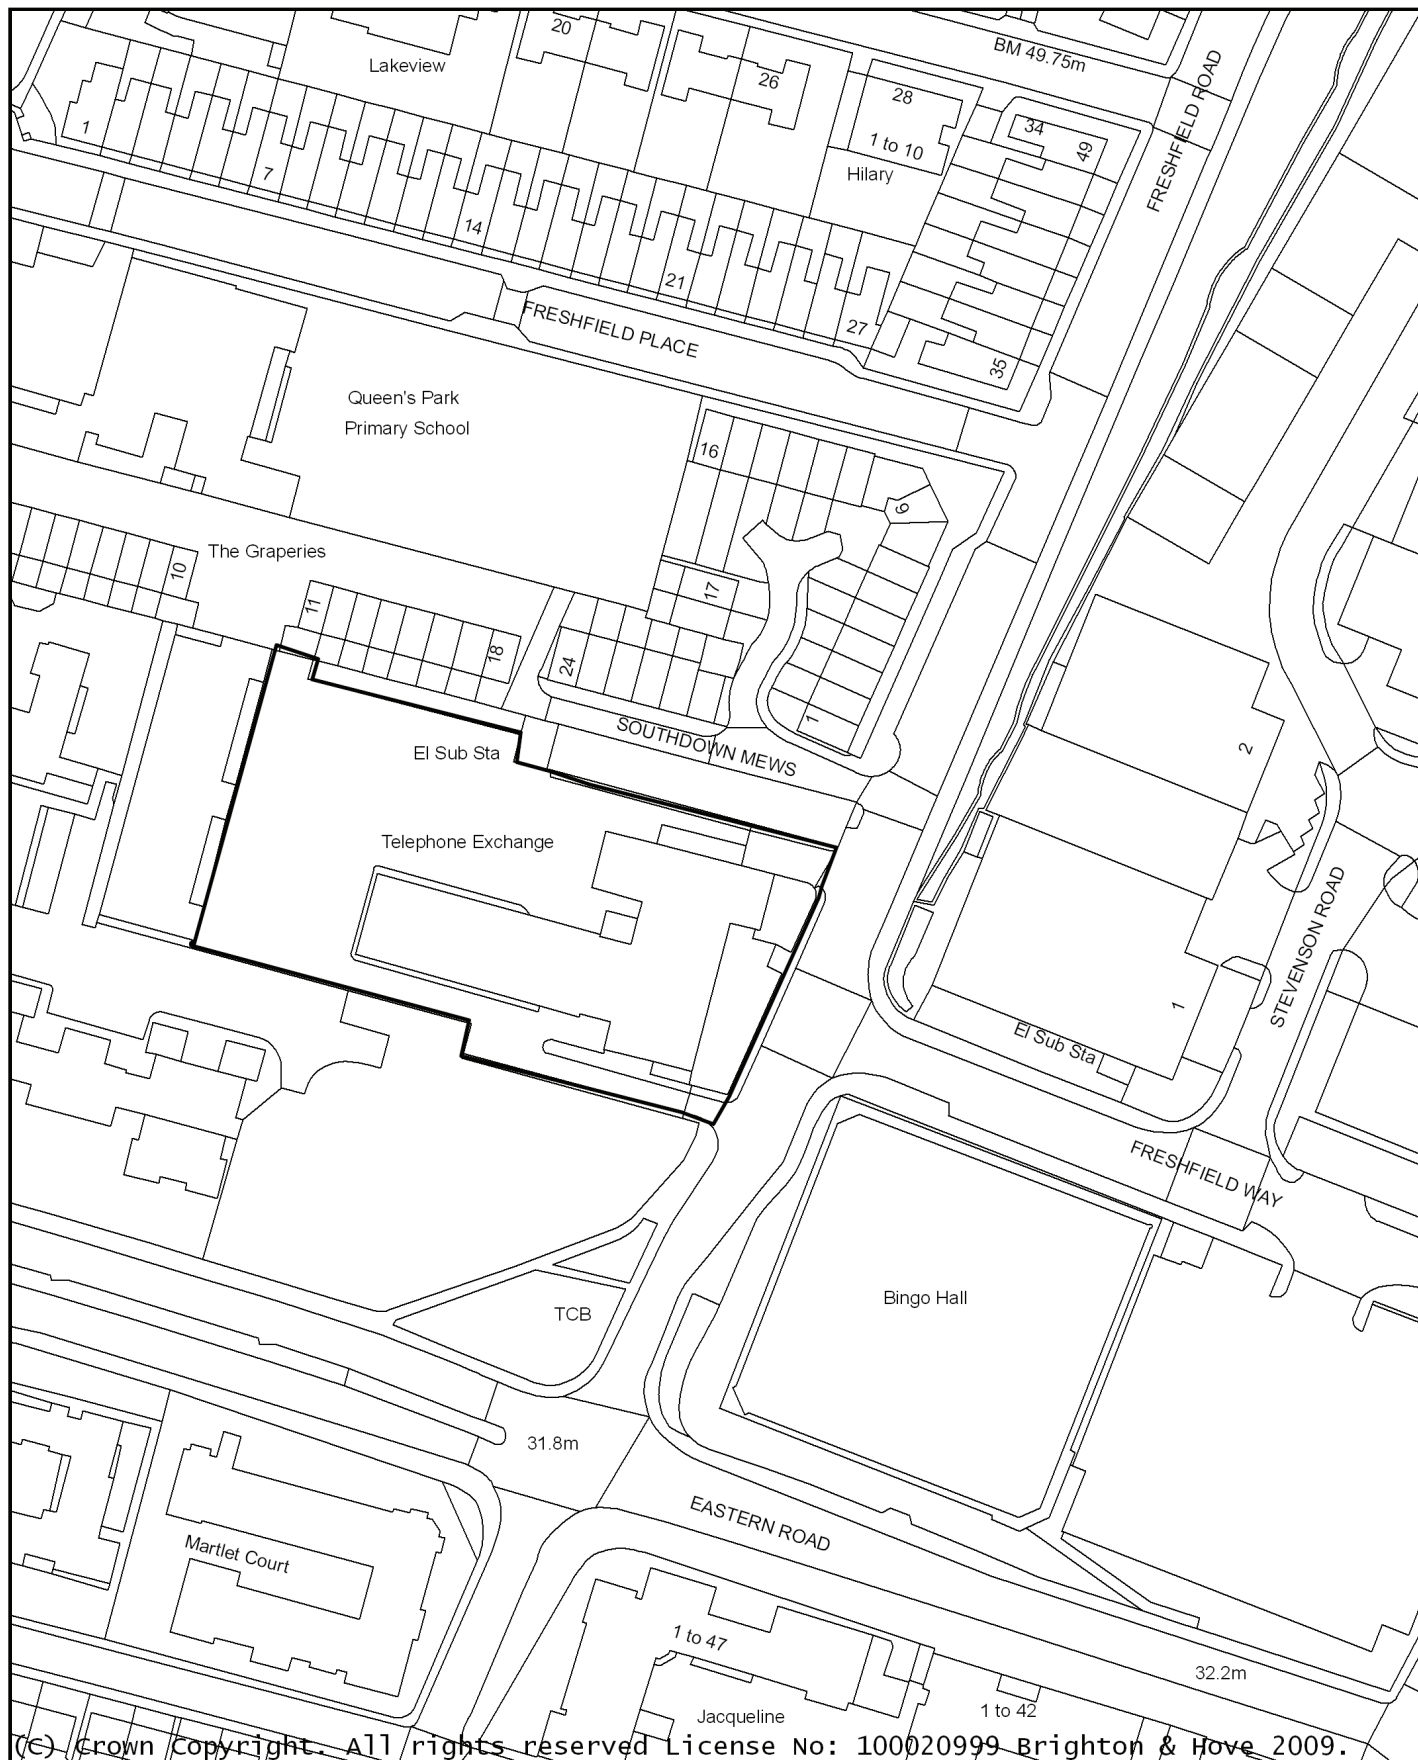 20
Lakeview
BM 49.75m
26
28
1 to 10
Hilary
34
49
FRESHFIELD ROAD
1
7
14
21
27
35
FRESHFIELD PLACE
Queen's Park
Primary School
16
9
The Graperies
10
11
18
24
17
1
SOUTHDOWN MEWS
El Sub Sta
Telephone Exchange
2
STEVENSON ROAD
1
El Sub Sta
FRESHFIELD WAY
Bingo Hall
TCB
31.8m
EASTERN ROAD
Martlet Court
1 to 47
Jacqueline
1 to 42
32.2m
(C) Crown Copyright. All rights reserved License No: 100020999 Brighton & Hove 2009.